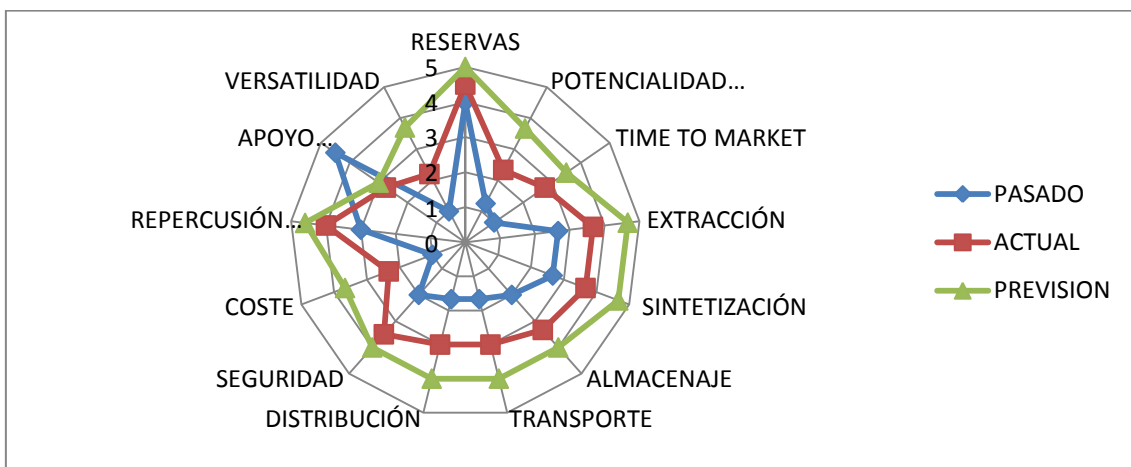 RESERVAS
POTENCIALIDAD...
TIME TO MARKET
EXTRACCIÓN
SINTETIZACIÓN
ALMACENAJE
TRANSPORTE
DISTRIBUCIÓN
SEGURIDAD
COSTE
REPERCUSIÓN...
APOYO...
VERSATILIDAD
5
4
3
2
1
0
PASADO
ACTUAL
PREVISION